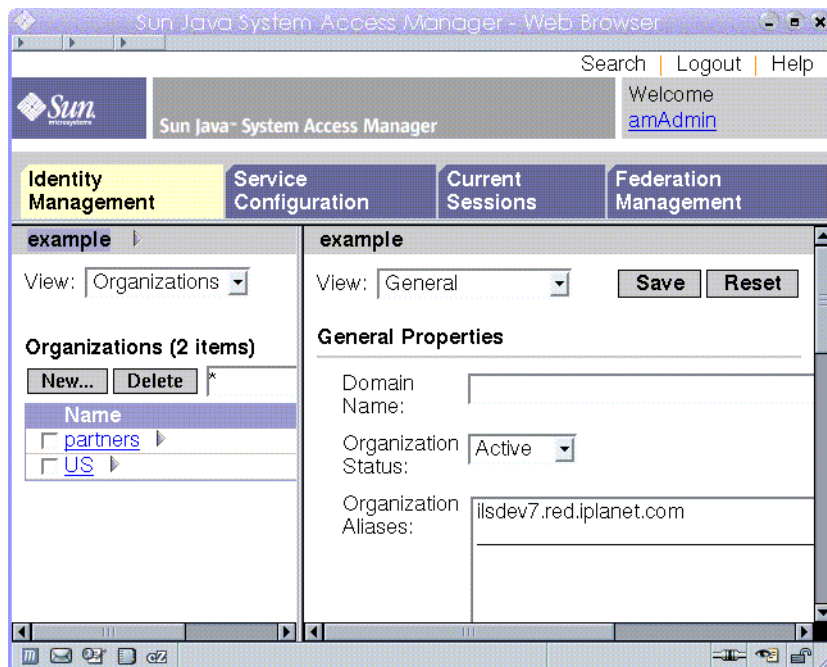 Sun Java System Access Manager - Web Browser
Search | Logout | Help
Sun
microsystems
Sun Java™ System Access Manager
Welcome
amAdmin
Identity
Management
Service
Configuration
Current
Sessions
Federation
Management
example
View: Organizations
Organizations (2 items)
New... Delete *
Name
partners
US
example
View: General Save Reset
General Properties
Domain
Name:
Organization
Status: Active
Organization
Aliases: ilsdev7.red.iplanet.com